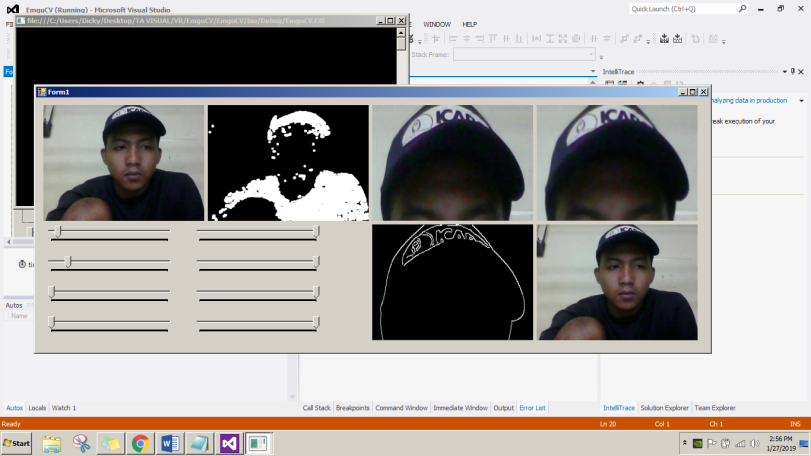 EmguCV (Running) - Microsoft Visual Studio
Quick Launch (Ctrl+Q)
file:///C:/Users/Dicky/Desktop/TA VISUAL/VR/EmguCV/EmguCV/bin/Debug/EmguCV.EXE
WINDOW HELP
Stack Frame:
IntelliTrace
Form1
nalyzing data in production
reak execution of your
ICAR
Autos
Name
Autos Locals Watch 1
Call Stack Breakpoints Command Window Immediate Window Output Error List
IntelliTrace Solution Explorer Team Explorer
Ready
Ln 20 Col 1 Ch 1 INS
Start
2:56 PM
1/27/2019